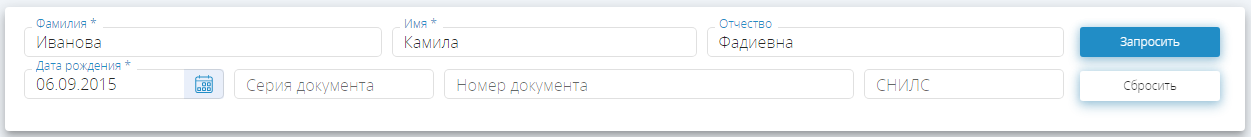 Фамилия * Имя * Отчество
Иванова Камила Фадиевна Запросить
Дата рождения *
06.09.2015 Серия документа Номер документа СНИЛС Сбросить